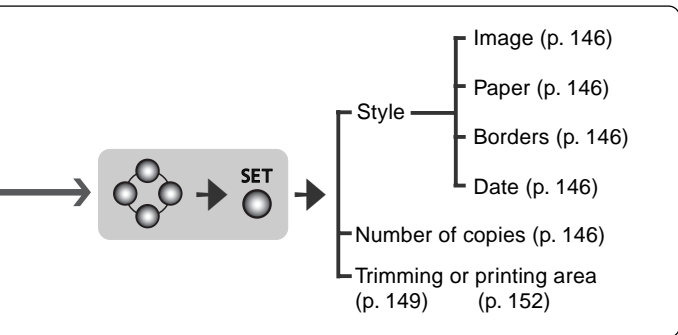 Image (p. 146)
Paper (p. 146)
Style
Borders (p. 146)
Date (p. 146)
SET
Number of copies (p. 146)
Trimming or printing area
(p. 149) (p. 152)